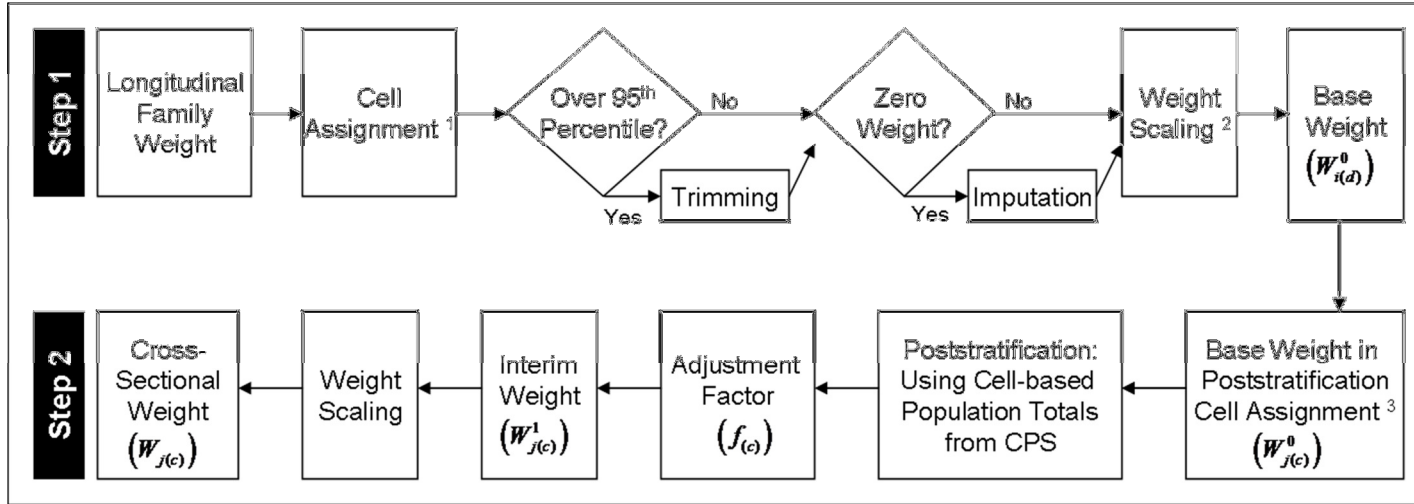 Step 1
Longitudinal
Family
Weight
Cell
Assignment ¹
Over 95th
Percentile?
No
Yes
Trimming
Zero
Weight?
No
Yes
Imputation
Weight
Scaling ²
Base
Weight
(W⁰i(d))
Step 2
Cross-
Sectional
Weight
(Wj(c))
Weight
Scaling
Interim
Weight
(W¹j(c))
Adjustment
Factor
(f(c))
Poststratification:
Using Cell-based
Population Totals
from CPS
Base Weight in
Poststratification
Cell Assignment ³
(W⁰j(c))